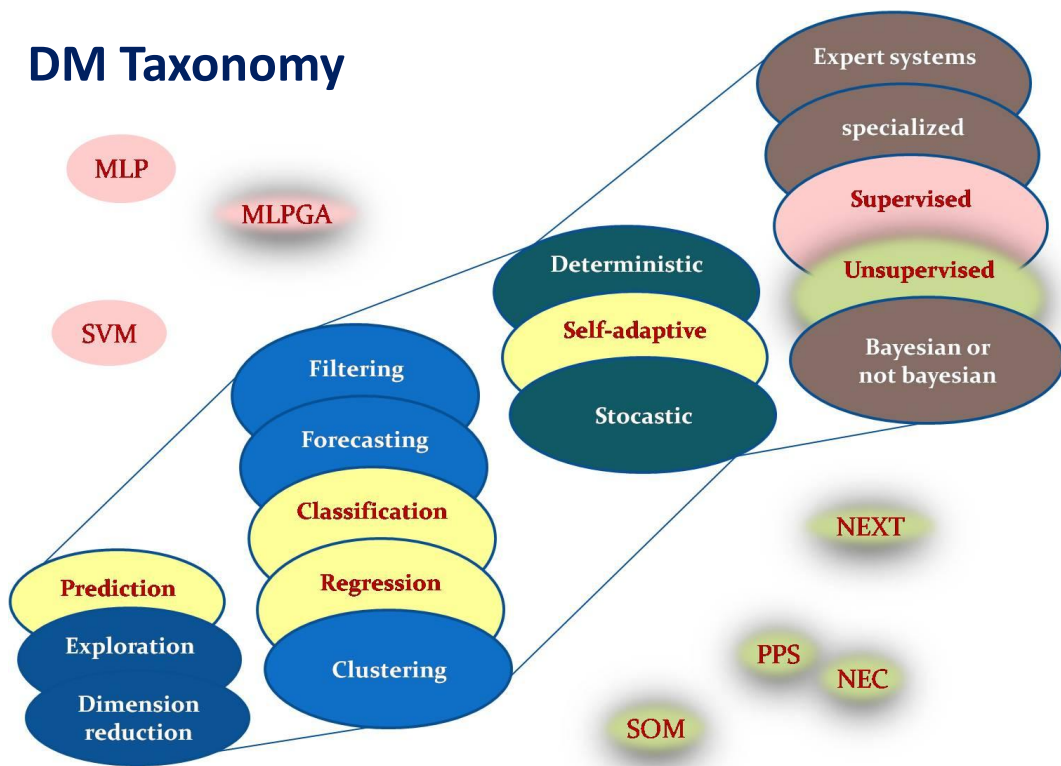 DM Taxonomy
MLP
MLPGA
SVM
Prediction
Exploration
Dimension
reduction
Filtering
Forecasting
Classification
Regression
Clustering
Deterministic
Self-adaptive
Stocastic
Expert systems
specialized
Supervised
Unsupervised
Bayesian or
not bayesian
NEXT
PPS
NEC
SOM